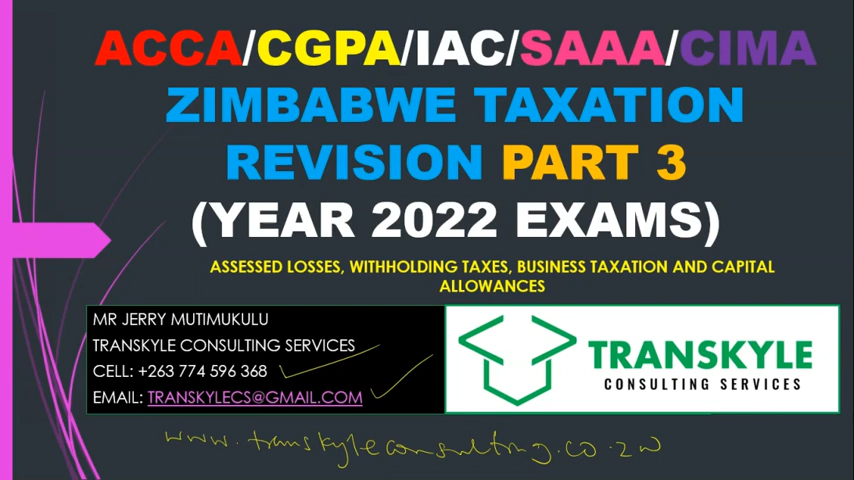 ACCA/CGPA/IAC/SAAA/CIMA
ZIMBABWE TAXATION
REVISION PART 3
(YEAR 2022 EXAMS)
ASSESSED LOSSES, WITHHOLDING TAXES, BUSINESS TAXATION AND CAPITAL
ALLOWANCES
MR JERRY MUTIMUKULU
TRANSKYLE CONSULTING SERVICES
CELL: +263 774 596 368
EMAIL: TRANSKYLECS@GMAIL.COM
TRANSKYLE
CONSULTING SERVICES
www.transkyleconsulting.co.zw